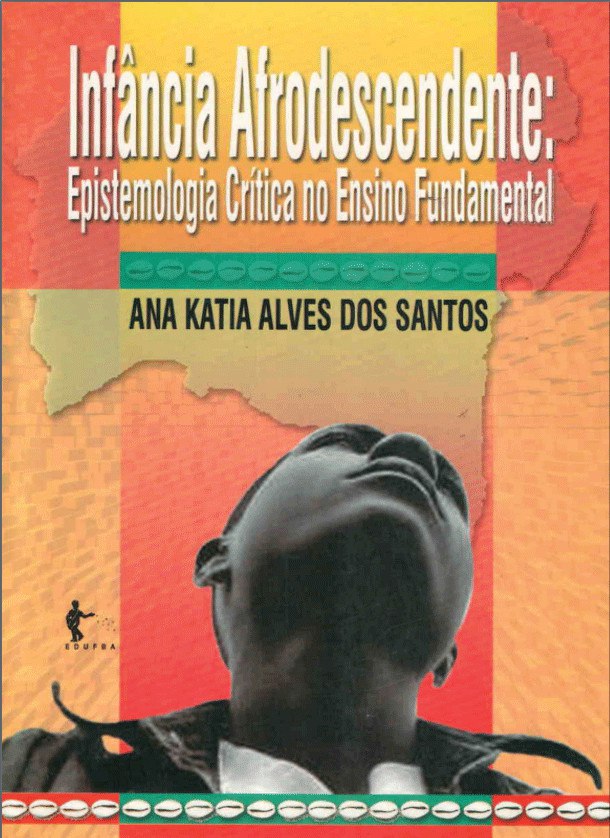 Infância Afrodescendente:
Epistemologia Crítica no Ensino Fundamental
ANA KATIA ALVES DOS SANTOS
EDUFBA